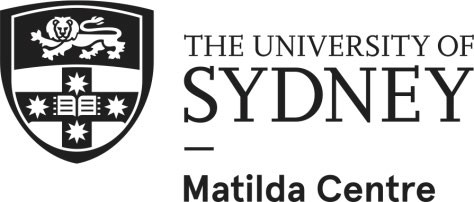 THE UNIVERSITY OF
SYDNEY
Matilda Centre